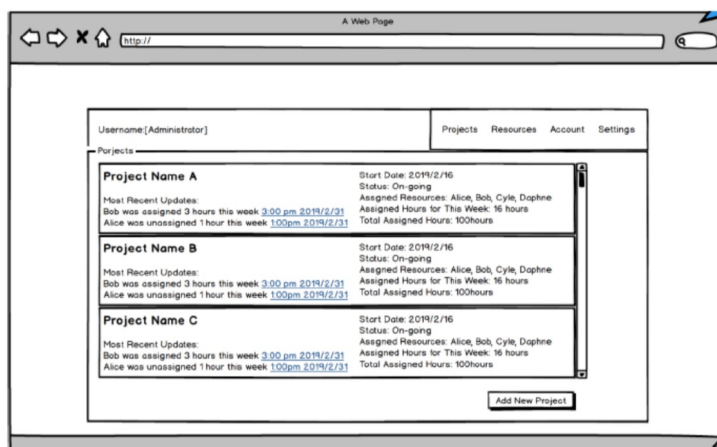 A Web Page
http://
Username:[Administrator]
Projects Resources Account Settings
Porjects
Project Name A
Most Recent Updates:
Bob was assigned 3 hours this week 3:00 pm 2019/2/31
Alice was unassigned 1 hour this week 1:00pm 2019/2/31
Start Date: 2019/2/16
Status: On-going
Assgned Resources: Alice, Bob, Cyle, Daphne
Assigned Hours for This Week: 16 hours
Total Assigned Hours: 100hours
Project Name B
Most Recent Updates:
Bob was assigned 3 hours this week 3:00 pm 2019/2/31
Alice was unassigned 1 hour this week 1:00pm 2019/2/31
Start Date: 2019/2/16
Status: On-going
Assgned Resources: Alice, Bob, Cyle, Daphne
Assigned Hours for This Week: 16 hours
Total Assigned Hours: 100hours
Project Name C
Most Recent Updates:
Bob was assigned 3 hours this week 3:00 pm 2019/2/31
Alice was unassigned 1 hour this week 1:00pm 2019/2/31
Start Date: 2019/2/16
Status: On-going
Assgned Resources: Alice, Bob, Cyle, Daphne
Assigned Hours for This Week: 16 hours
Total Assigned Hours: 100hours
Add New Project